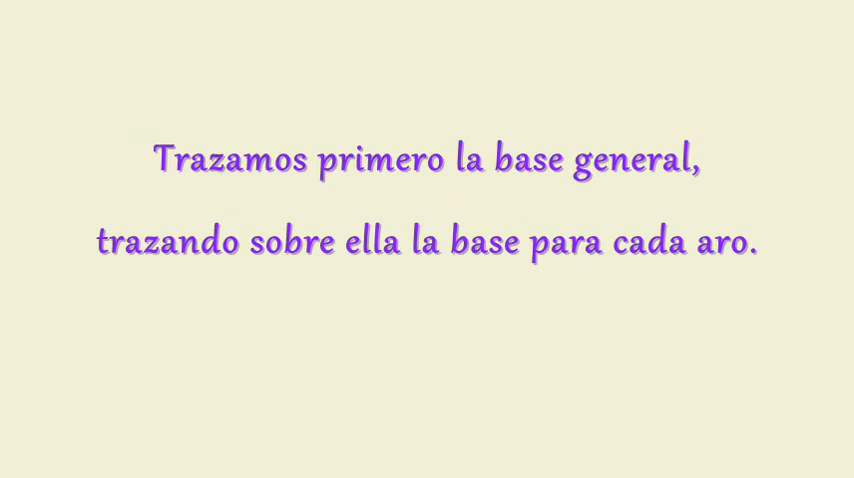 Trazamos primero la base general,
trazando sobre ella la base para cada aro.